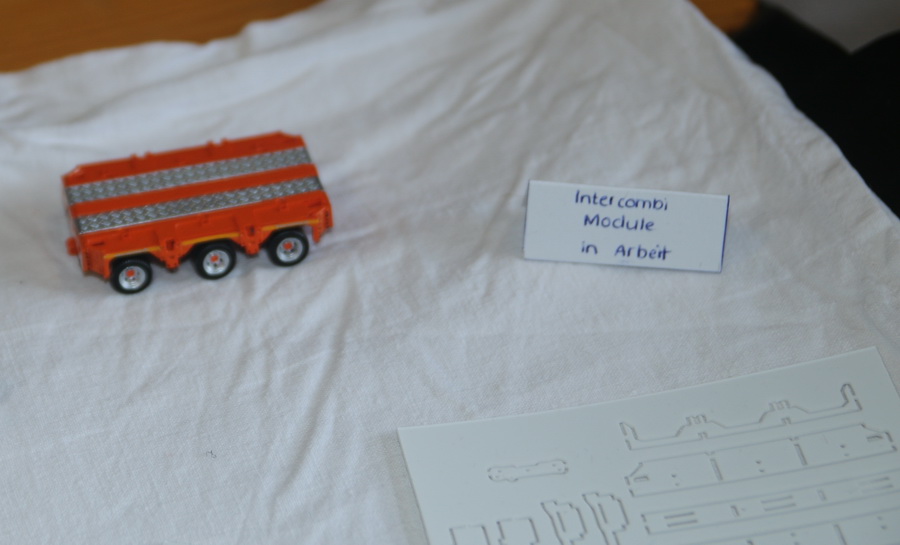 Intercombi
Module
in Arbeit